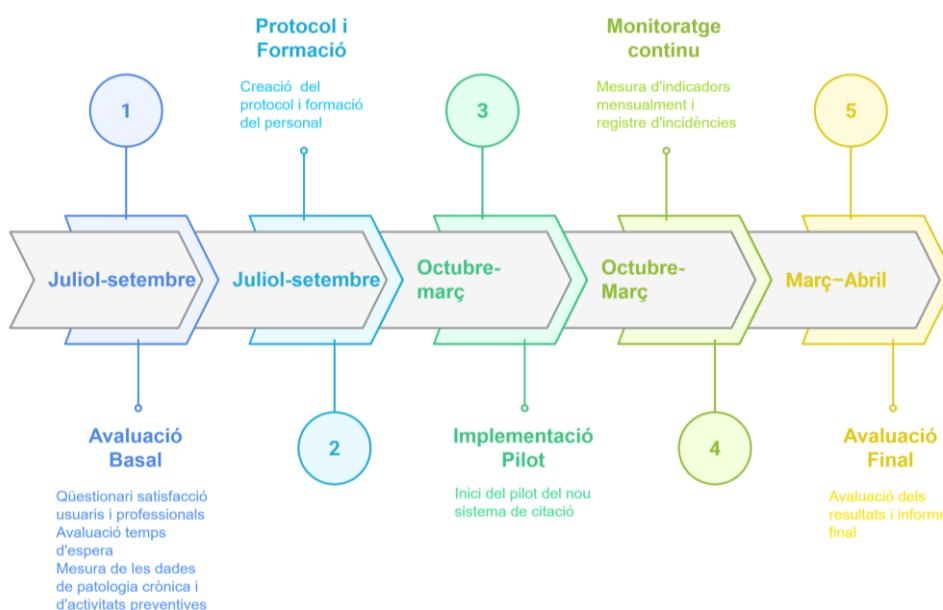 1
Juliol-setembre
Avaluació
Basal
Qüestionari satisfacció
usuaris i professionals
Avaluació temps
d'espera
Mesura de les dades
de patologia crònica i
d'activitats preventives
Protocol i
Formació
Creació del
protocol i formació
del personal
Juliol-setembre
2
3
Octubre-
març
Implementació
Pilot
Inici del pilot del nou
sistema de citació
Monitoratge
continu
Mesura d'indicadors
mensualment i
registre d'incidències
Octubre-
Març
4
5
Març–Abril
Avaluació
Final
Avaluació dels
resultats i informe
final